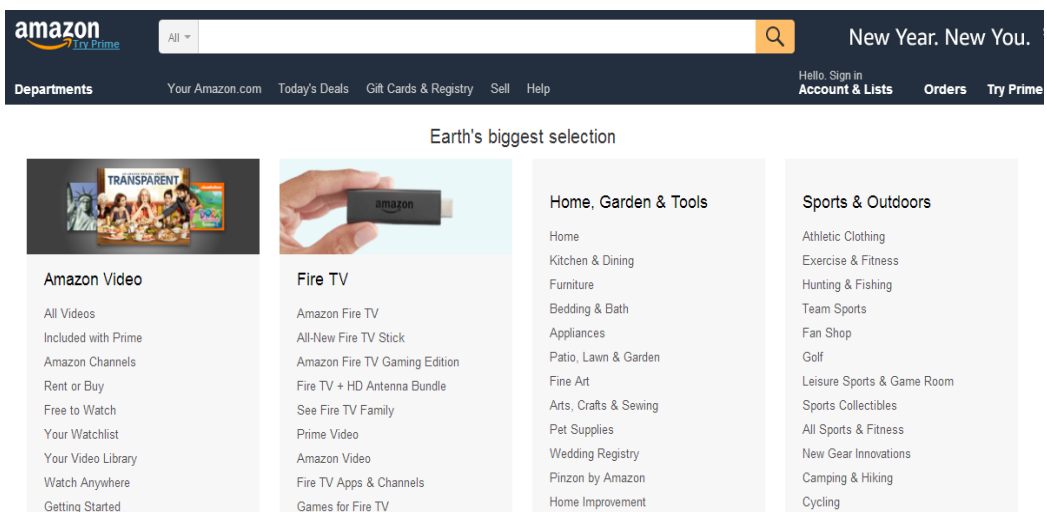 amazon
Try Prime
All
New Year. New You.
Departments
Your Amazon.com Today's Deals Gift Cards & Registry Sell Help
Hello. Sign in
Account & Lists Orders Try Prime
Earth's biggest selection
TRANSPARENT
Amazon Video
All Videos
Included with Prime
Amazon Channels
Rent or Buy
Free to Watch
Your Watchlist
Your Video Library
Watch Anywhere
Getting Started
amazon
Fire TV
Amazon Fire TV
All-New Fire TV Stick
Amazon Fire TV Gaming Edition
Fire TV + HD Antenna Bundle
See Fire TV Family
Prime Video
Amazon Video
Fire TV Apps & Channels
Games for Fire TV
Home, Garden & Tools
Home
Kitchen & Dining
Furniture
Bedding & Bath
Appliances
Patio, Lawn & Garden
Fine Art
Arts, Crafts & Sewing
Pet Supplies
Wedding Registry
Pinzon by Amazon
Home Improvement
Sports & Outdoors
Athletic Clothing
Exercise & Fitness
Hunting & Fishing
Team Sports
Fan Shop
Golf
Leisure Sports & Game Room
Sports Collectibles
All Sports & Fitness
New Gear Innovations
Camping & Hiking
Cycling